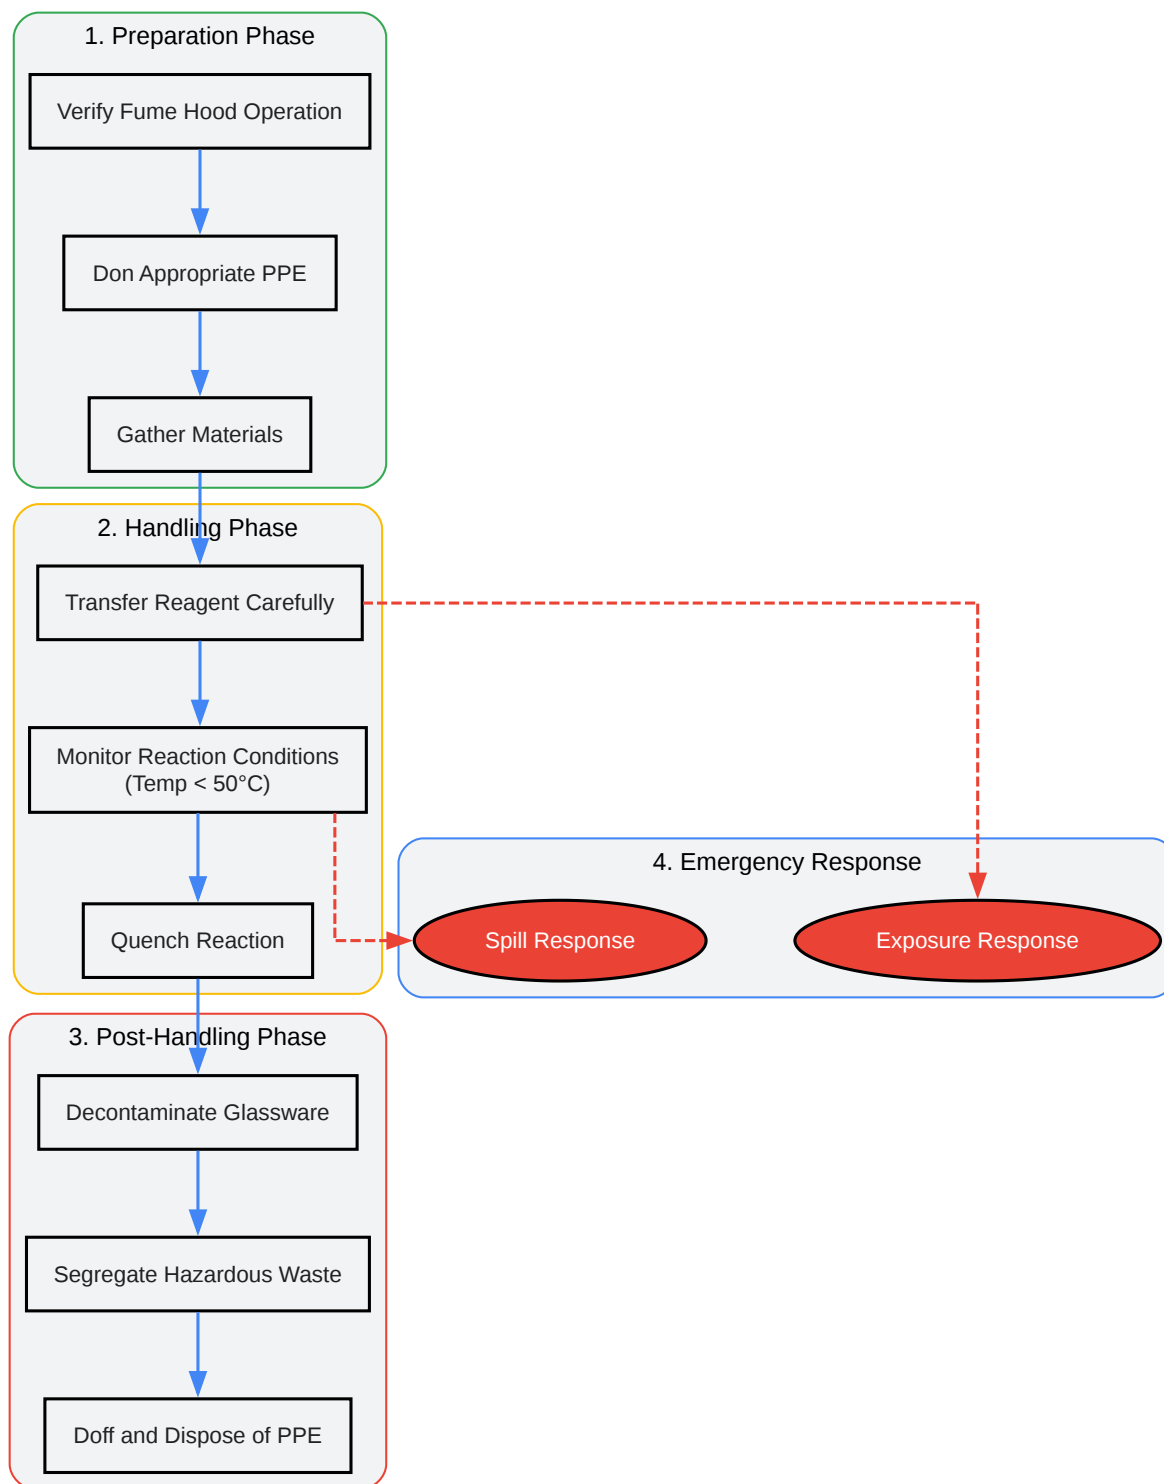 1. Preparation Phase
Verify Fume Hood Operation
Don Appropriate PPE
Gather Materials
2. Handling Phase
Transfer Reagent Carefully
Monitor Reaction Conditions
(Temp < 50°C)
Quench Reaction
4. Emergency Response
Spill Response
Exposure Response
3. Post-Handling Phase
Decontaminate Glassware
Segregate Hazardous Waste
Doff and Dispose of PPE